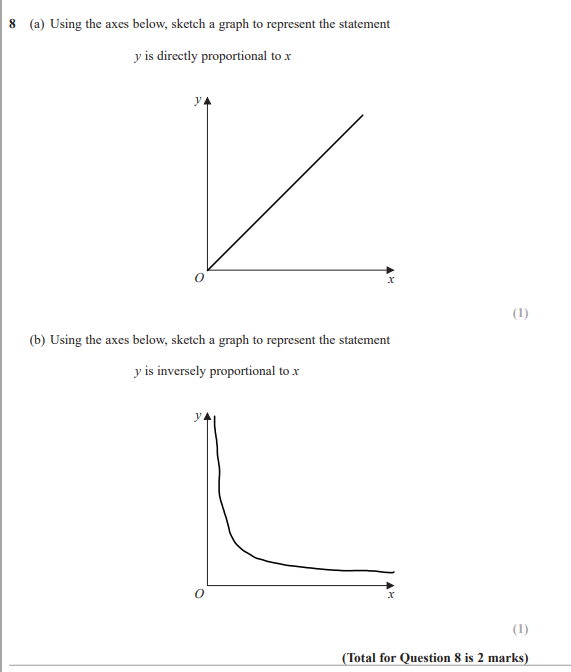 8 (a) Using the axes below, sketch a graph to represent the statement
y is directly proportional to x
y
O
x
(1)
(b) Using the axes below, sketch a graph to represent the statement
y is inversely proportional to x
y
O
x
(1)
(Total for Question 8 is 2 marks)